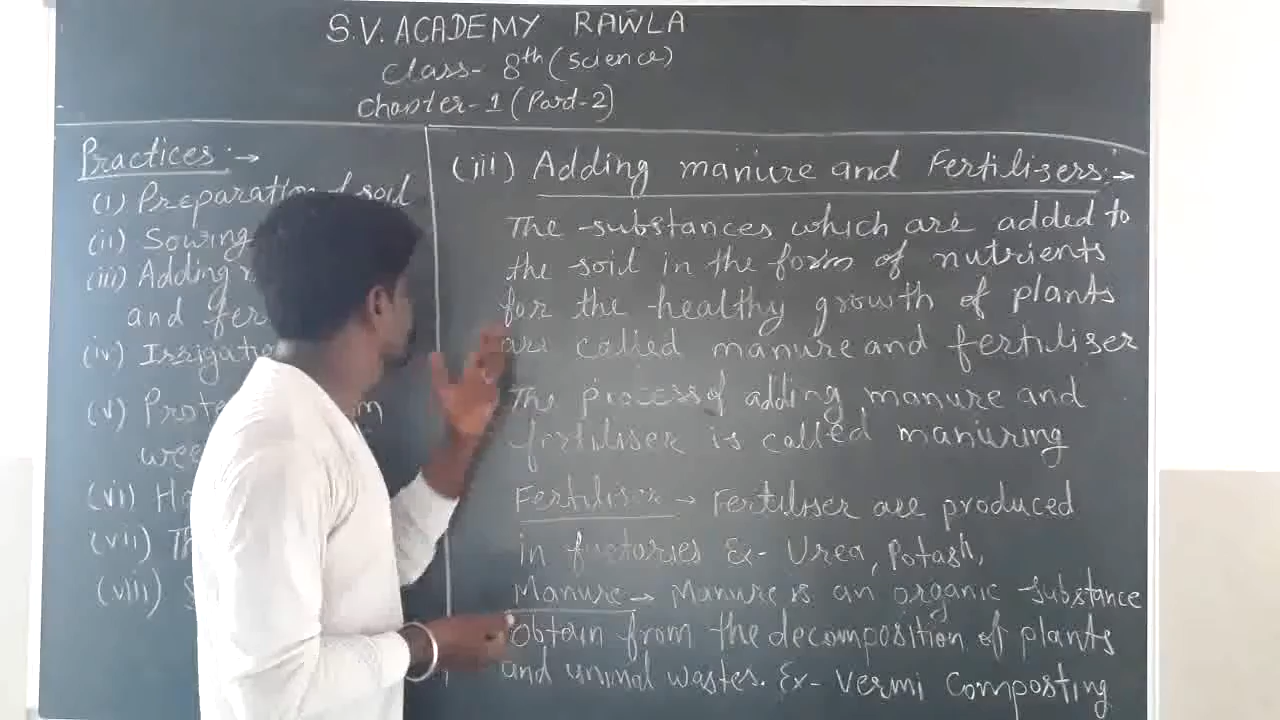 S.V. ACADEMY RAWLA
Class- 8th (Science)
Chapter-1 (Part-2)
Practices :→
(i) Preparation of soil
(ii) Sowing
(iii) Adding
and fer
(iv) Irrigatio
(v) Prote m
wee
(vi) Ha
(vii) Th
(viii) S
(iii) Adding manure and Fertilisers :→
The substances which are added to
the soil in the form of nutrients
for the healthy growth of plants
are called manure and fertiliser
The process of adding manure and
fertiliser is called manuring
Fertiliser → Fertiliser are produced
in factories Ex- Urea, Potash,
Manure → Manure is an organic substance
obtain from the decomposition of plants
and animal wastes. Ex- Vermi Composting